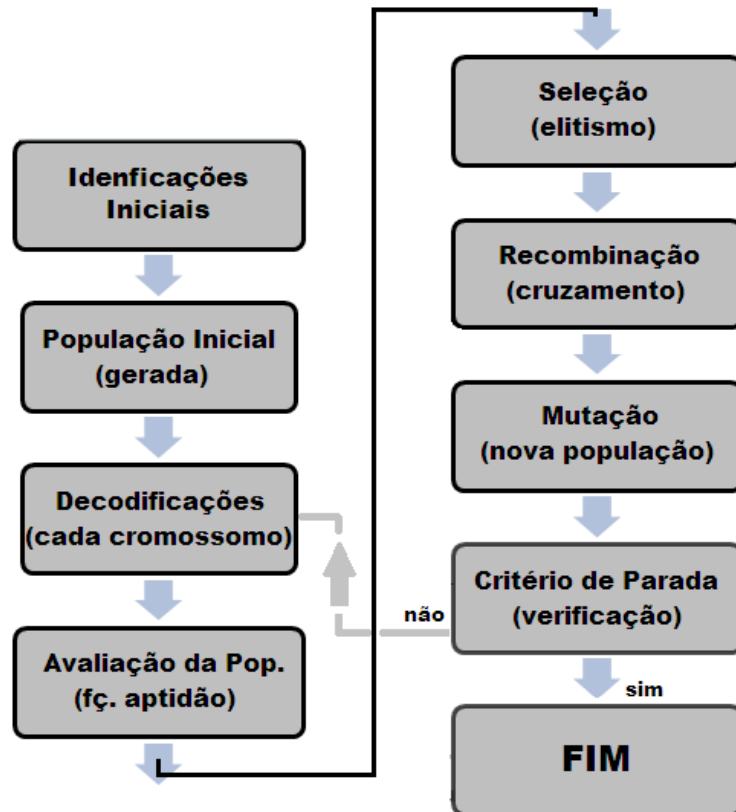 Idenficações
Iniciais
População Inicial
(gerada)
Decodificações
(cada cromossomo)
Avaliação da Pop.
(fç. aptidão)
Seleção
(elitismo)
Recombinação
(cruzamento)
Mutação
(nova população)
Critério de Parada
(verificação)
não
sim
FIM